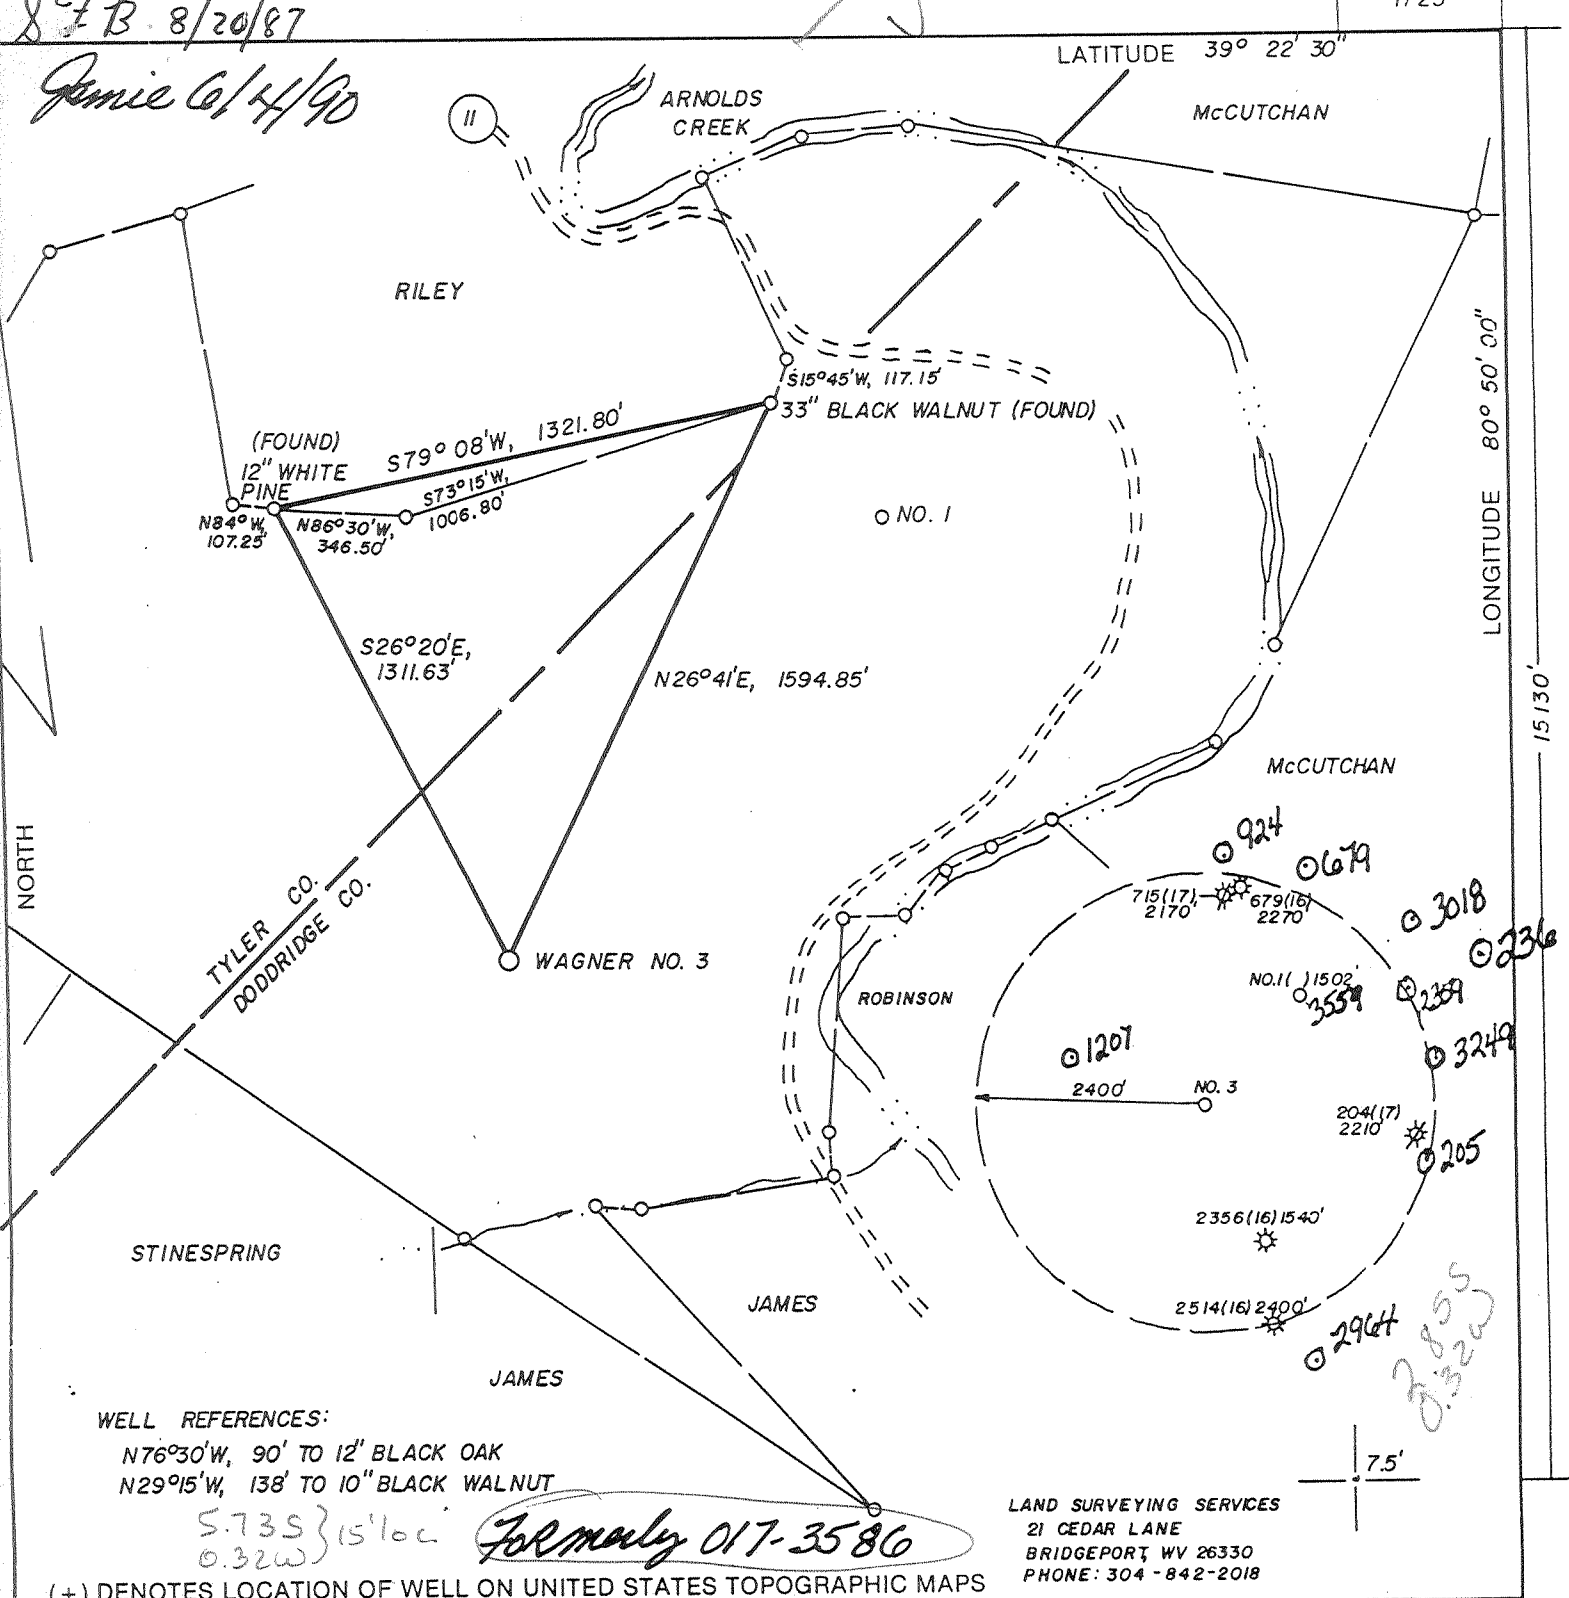 S F B 8/20/87
Jamie 6/4/90
LATITUDE 39° 22' 30"
ARNOLDS
CREEK
McCUTCHAN
11
RILEY
LONGITUDE 80° 50' 00"
S15°45'W, 117.15'
33" BLACK WALNUT (FOUND)
(FOUND)
12" WHITE
PINE
S79° 08'W, 1321.80'
S73°15'W,
1006.80'
N84°W,
107.25'
N86°30'W,
346.50'
NO. 1
S26°20'E,
1311.63'
N26°41'E, 1594.85'
15130'
McCUTCHAN
NORTH
TYLER CO.
DODDRIDGE CO.
924
679
715(17),
2170'
679(16)
2270'
3018
236
WAGNER NO. 3
ROBINSON
NO.1( )1502'
3559
2359
1207
3249
2400'
NO. 3
204(17)
2210'
205
2356(16)1540'
STINESPRING
JAMES
2514(16)2400'
2964
2.85S
0.32W
JAMES
WELL REFERENCES:
N76°30'W, 90' TO 12" BLACK OAK
N29°15'W, 138' TO 10" BLACK WALNUT
7.5'
5.73S
0.32W } 15' loc
Formerly 017-3586
LAND SURVEYING SERVICES
21 CEDAR LANE
BRIDGEPORT, WV 26330
PHONE: 304-842-2018
(+) DENOTES LOCATION OF WELL ON UNITED STATES TOPOGRAPHIC MAPS